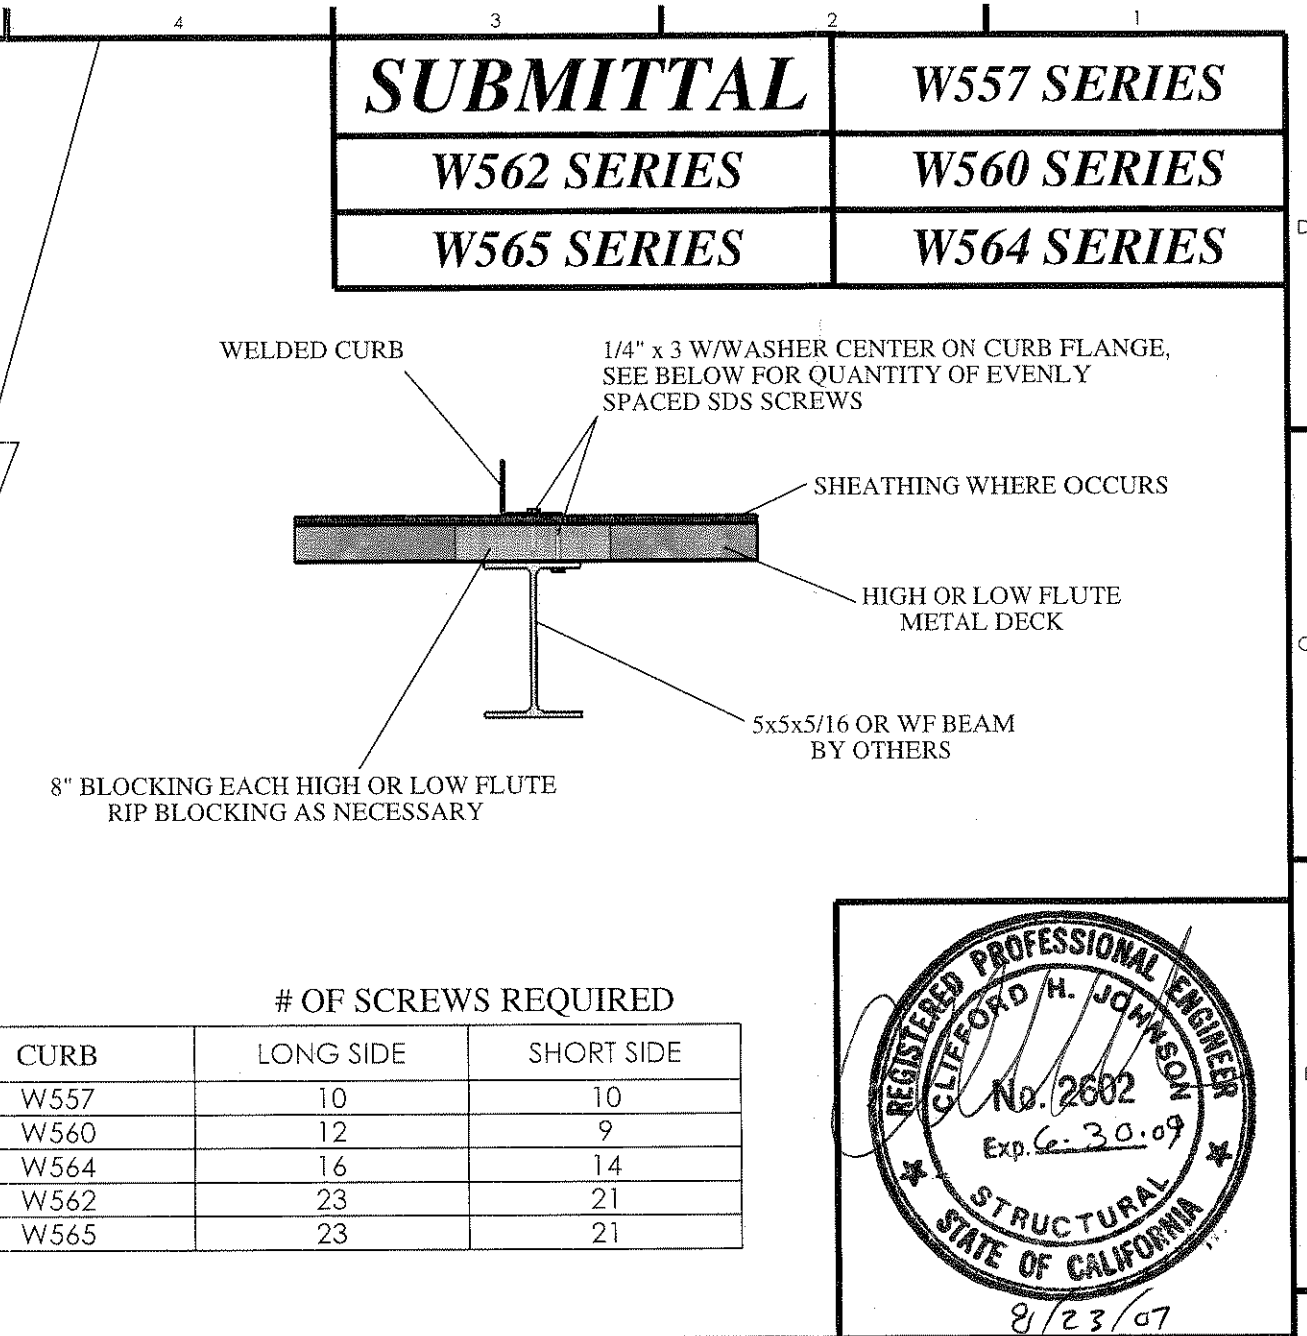 4 3 2 1
SUBMITTAL W557 SERIES
W562 SERIES W560 SERIES
W565 SERIES W564 SERIES
D
WELDED CURB
1/4" x 3 W/WASHER CENTER ON CURB FLANGE,
SEE BELOW FOR QUANTITY OF EVENLY
SPACED SDS SCREWS
SHEATHING WHERE OCCURS
HIGH OR LOW FLUTE
METAL DECK
C
5x5x5/16 OR WF BEAM
BY OTHERS
8" BLOCKING EACH HIGH OR LOW FLUTE
RIP BLOCKING AS NECESSARY
# OF SCREWS REQUIRED
CURB LONG SIDE SHORT SIDE
W557 10 10
W560 12 9
W564 16 14
W562 23 21
W565 23 21
REGISTERED PROFESSIONAL ENGINEER
CLIFFORD H. JOHNSON
No. 2602
Exp. 6-30-09
STRUCTURAL
STATE OF CALIFORNIA
8/23/07